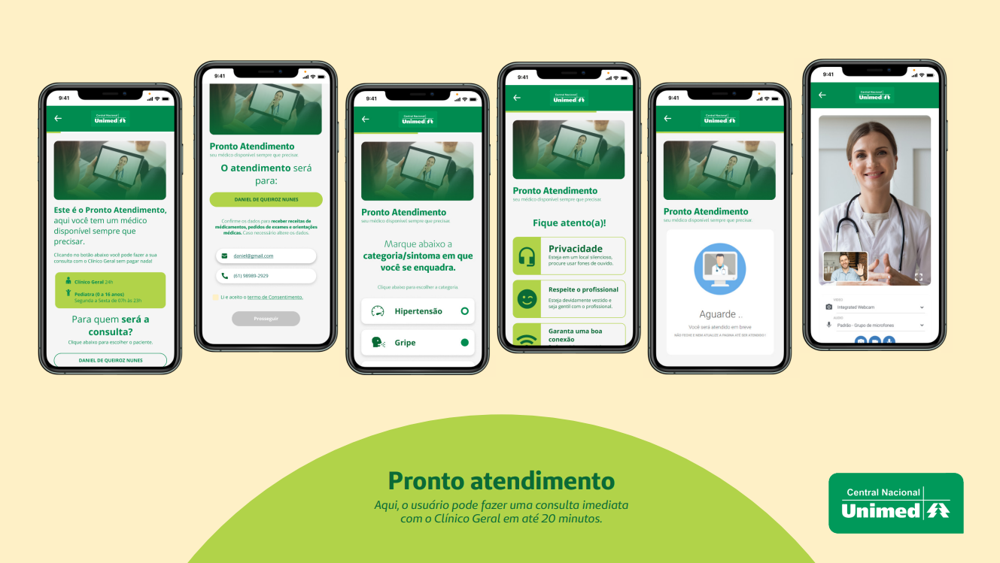 9:41
Central Nacional
Unimed
Este é o Pronto Atendimento,
aqui você tem um médico
disponível sempre que
precisar.
Clicando no botão abaixo você pode fazer a sua
consulta com o Clínico Geral sem pagar nada!
Clínico Geral 24h
Pediatra (0 a 16 anos)
Segunda a Sexta de 07h às 23h
Para quem será a
consulta?
Clique abaixo para escolher o paciente.
DANIEL DE QUEIROZ NUNES
9:41
Pronto Atendimento
seu médico disponível sempre que precisar.
O atendimento será
para:
DANIEL DE QUEIROZ NUNES
Confirme os dados para receber receitas de
médicamentos, pedidos de exames e orientações
médicas. Caso necessário altere os dados.
daniel@gmail.com
(61) 98989-2929
Li e aceito o termo de Consentimento.
Prosseguir
9:41
Central Nacional
Unimed
Pronto Atendimento
seu médico disponível sempre que precisar.
Marque abaixo a
categoria/sintoma em que
você se enquadra.
Clique abaixo para escolher a categoria.
Hipertensão
Gripe
9:41
Central Nacional
Unimed
Pronto Atendimento
seu médico disponível sempre que precisar.
Fique atento(a)!
Privacidade
Esteja em um local silencioso,
procure usar fones de ouvido.
Respeite o profissional
Esteja devidamente vestido e
seja gentil com o profissional.
Garanta uma boa
conexão
9:41
Central Nacional
Unimed
Pronto Atendimento
seu médico disponível sempre que precisar.
Aguarde ..
Você será atendido em breve
NÃO FECHE E NEM ATUALIZE A PAGINA ATÉ SER ATENDIDO!
9:41
Central Nacional
Unimed
VIDEO
Integrated Webcam
AUDIO
Padrão - Grupo de microfones
Pronto atendimento
Aqui, o usuário pode fazer uma consulta imediata
com o Clínico Geral em até 20 minutos.
Central Nacional
Unimed